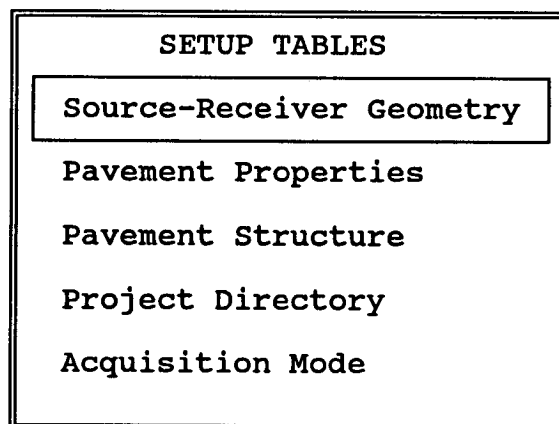 SETUP TABLES
Source-Receiver Geometry
Pavement Properties
Pavement Structure
Project Directory
Acquisition Mode